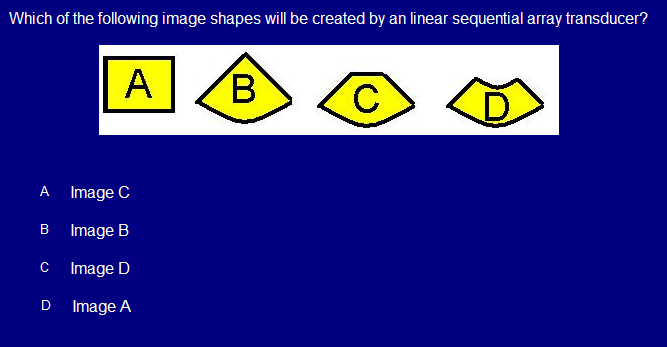 Which of the following image shapes will be created by an linear sequential array transducer?
A B C D
A Image C
B Image B
C Image D
D Image A